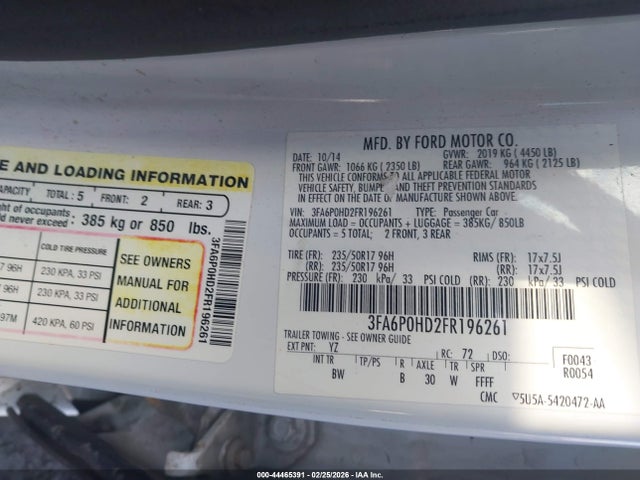 E AND LOADING INFORMATION
CAPACITY TOTAL: 5 FRONT: 2 REAR: 3
ght of occupants
ld never exceed: 385 kg or 850 lbs.
COLD TIRE PRESSURE
96H 230 KPA, 33 PSI
96H 230 KPA, 33 PSI
97M 420 KPA, 60 PSI
SEE OWNERS
MANUAL FOR
ADDITIONAL
INFORMATION
3FA6P0HD2FR196261
MFD. BY FORD MOTOR CO.
10/14 GVWR: 2019 KG (4450 LB)
FRONT GAWR: 1066 KG (2350 LB) REAR GAWR: 964 KG (2125 LB)
THIS VEHICLE CONFORMS TO ALL APPLICABLE FEDERAL MOTOR
VEHICLE SAFETY, BUMPER AND THEFT PREVENTION STANDARDS
IN EFFECT ON THE DATE OF MANUFACTURE SHOWN ABOVE.
VIN: 3FA6P0HD2FR196261 TYPE: Passenger Car
MAXIMUM LOAD = OCCUPANTS + LUGGAGE = 385KG/ 850LB
OCCUPANTS = 5 TOTAL; 2 FRONT, 3 REAR
TIRE (FR): 235/50R17 96H RIMS (FR): 17x7.5J
(RR): 235/50R17 96H (RR): 17x7.5J
PRESSURE (FR): 230 kPa/ 33 PSI COLD (RR): 230 kPa/ 33 PSI COLD
3FA6P0HD2FR196261
TRAILER TOWING - SEE OWNER GUIDE
EXT PNT: YZ RC: 72 DSO: F0043
R0054
INT TR TP/PS R AXLE TR SPR
BW B 30 W FFFF
CMC 5U5A-5420472-AA
000-44465391 - 02/25/2026 - IAAI, Inc.